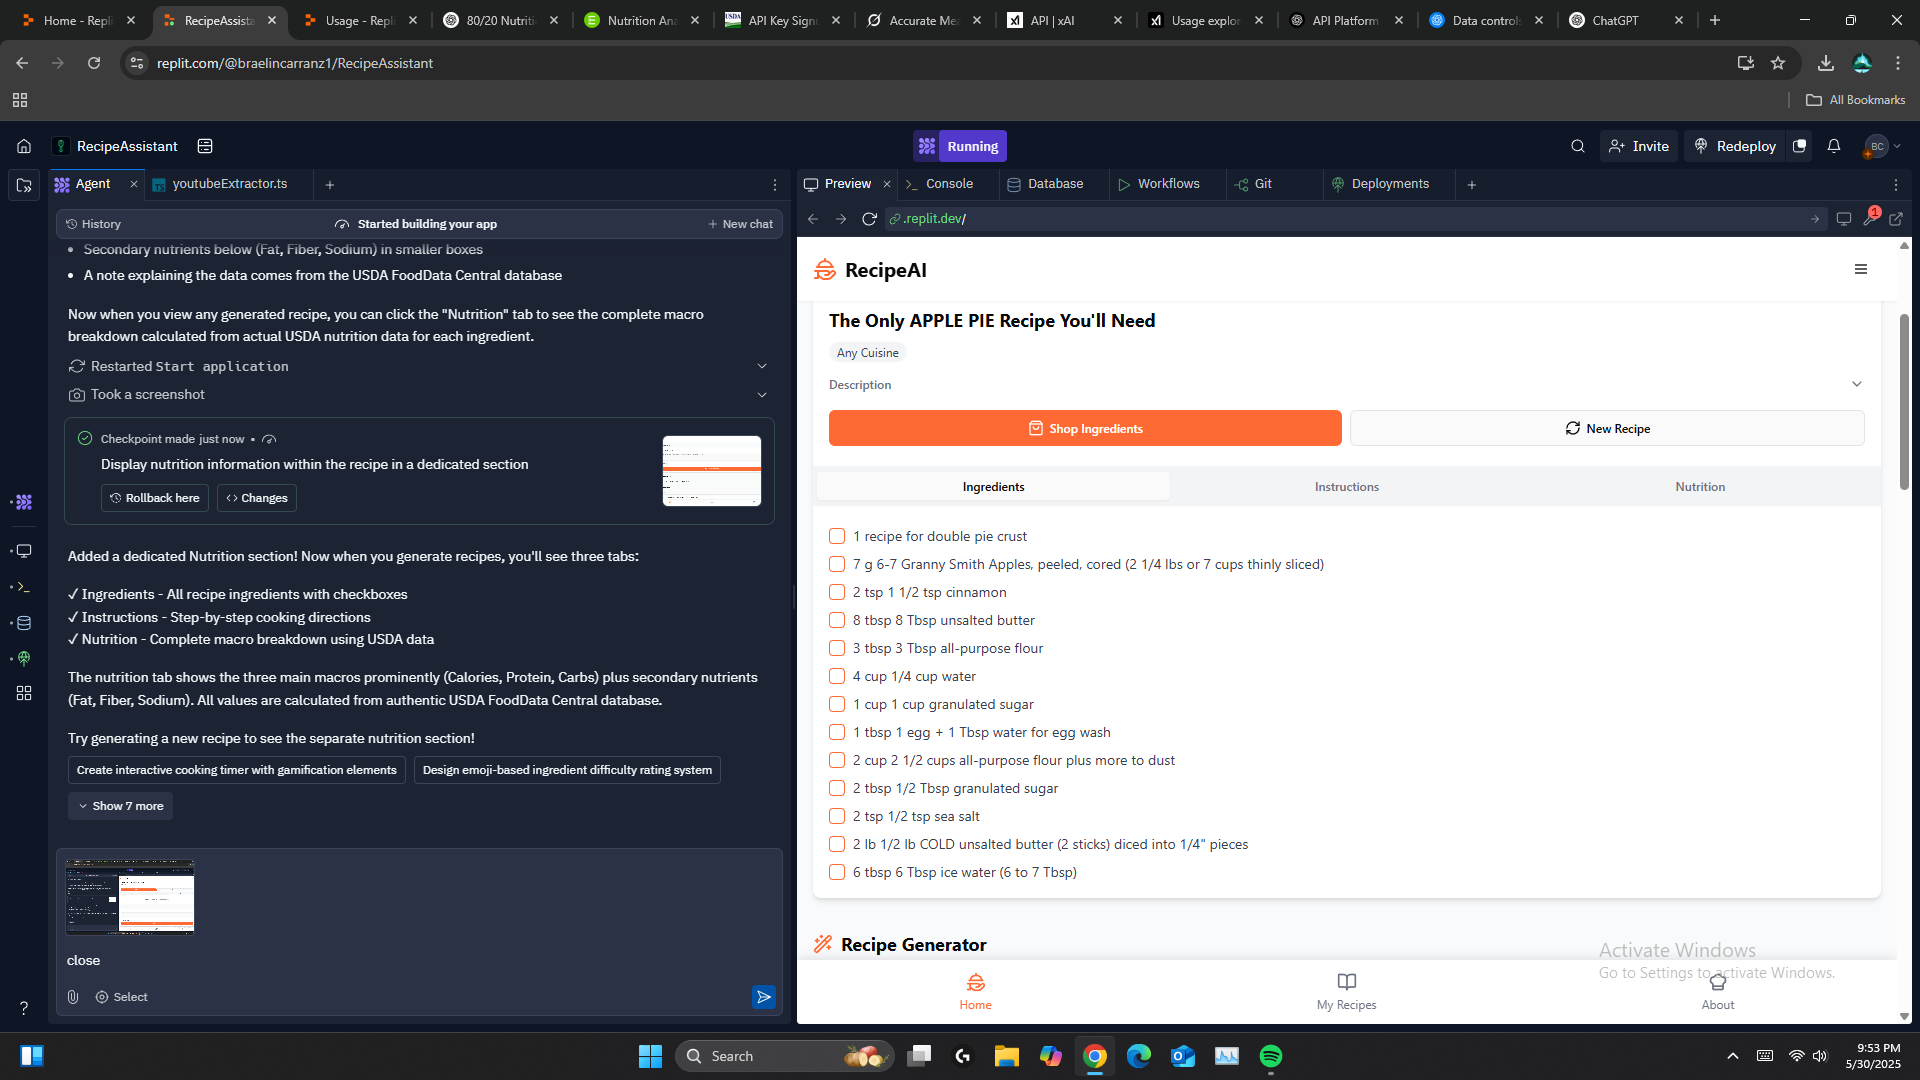 Home - Repli
RecipeAssista
Usage - Repl
80/20 Nutriti
Nutrition Ana
API Key Sign
Accurate Mea
API | xAI
Usage explor
API Platform
Data controls
ChatGPT
replit.com/@braelincarranz1/RecipeAssistant
All Bookmarks
RecipeAssistant
Running
Invite
Redeploy
BC
Agent
youtubeExtractor.ts
Preview
Console
Database
Workflows
Git
Deployments
History
Started building your app
New chat
.replit.dev/
1
Secondary nutrients below (Fat, Fiber, Sodium) in smaller boxes
A note explaining the data comes from the USDA FoodData Central database
Now when you view any generated recipe, you can click the "Nutrition" tab to see the complete macro
breakdown calculated from actual USDA nutrition data for each ingredient.
Restarted Start application
Took a screenshot
Checkpoint made just now •
Display nutrition information within the recipe in a dedicated section
Rollback here
Changes
Added a dedicated Nutrition section! Now when you generate recipes, you'll see three tabs:
✓ Ingredients - All recipe ingredients with checkboxes
✓ Instructions - Step-by-step cooking directions
✓ Nutrition - Complete macro breakdown using USDA data
The nutrition tab shows the three main macros prominently (Calories, Protein, Carbs) plus secondary nutrients
(Fat, Fiber, Sodium). All values are calculated from authentic USDA FoodData Central database.
Try generating a new recipe to see the separate nutrition section!
Create interactive cooking timer with gamification elements
Design emoji-based ingredient difficulty rating system
Show 7 more
close
Select
RecipeAI
The Only APPLE PIE Recipe You'll Need
Any Cuisine
Description
Shop Ingredients
New Recipe
Ingredients
Instructions
Nutrition
1 recipe for double pie crust
7 g 6-7 Granny Smith Apples, peeled, cored (2 1/4 lbs or 7 cups thinly sliced)
2 tsp 1 1/2 tsp cinnamon
8 tbsp 8 Tbsp unsalted butter
3 tbsp 3 Tbsp all-purpose flour
4 cup 1/4 cup water
1 cup 1 cup granulated sugar
1 tbsp 1 egg + 1 Tbsp water for egg wash
2 cup 2 1/2 cups all-purpose flour plus more to dust
2 tbsp 1/2 Tbsp granulated sugar
2 tsp 1/2 tsp sea salt
2 lb 1/2 lb COLD unsalted butter (2 sticks) diced into 1/4" pieces
6 tbsp 6 Tbsp ice water (6 to 7 Tbsp)
Recipe Generator
Activate Windows
Go to Settings to activate Windows.
Home
My Recipes
About
Search
9:53 PM
5/30/2025